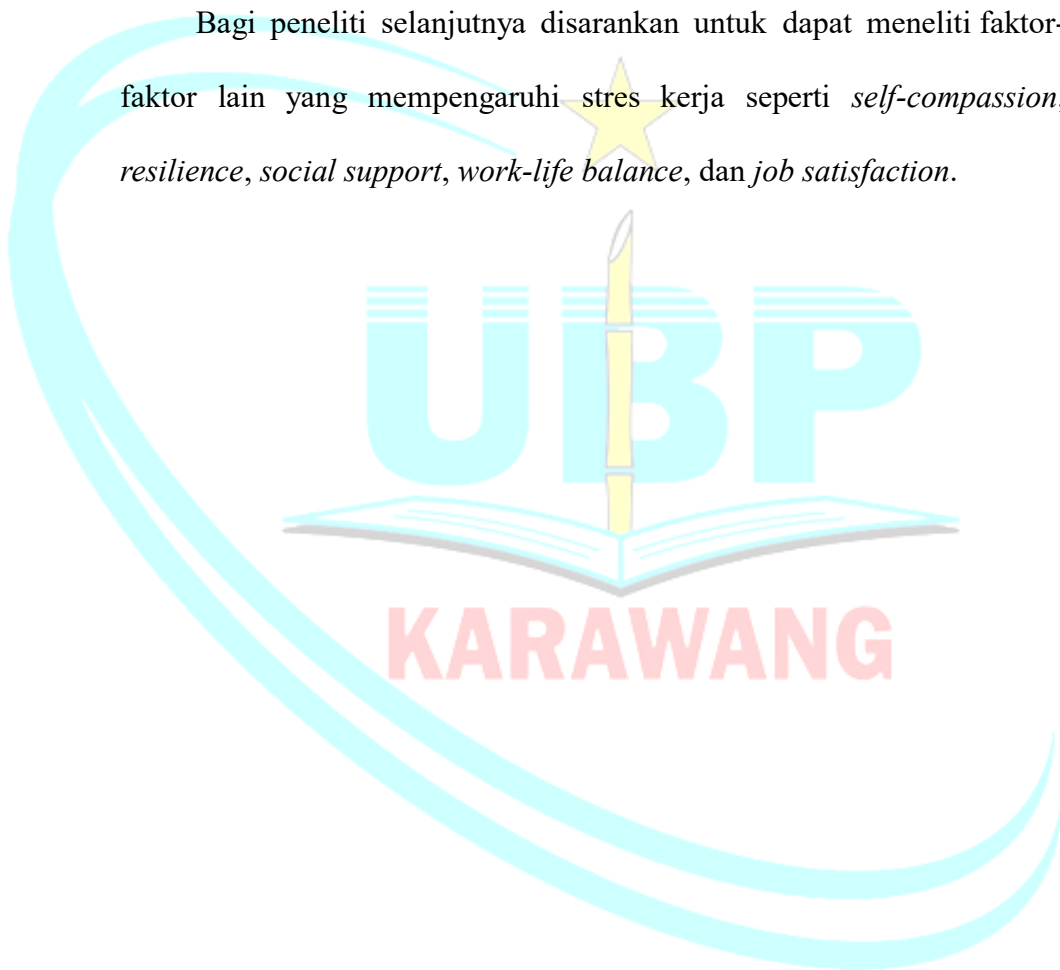 Bagi peneliti selanjutnya disarankan untuk dapat meneliti faktor-
faktor lain yang mempengaruhi stres kerja seperti self-compassion,
resilience, social support, work-life balance, dan job satisfaction.
UBP
KARAWANG